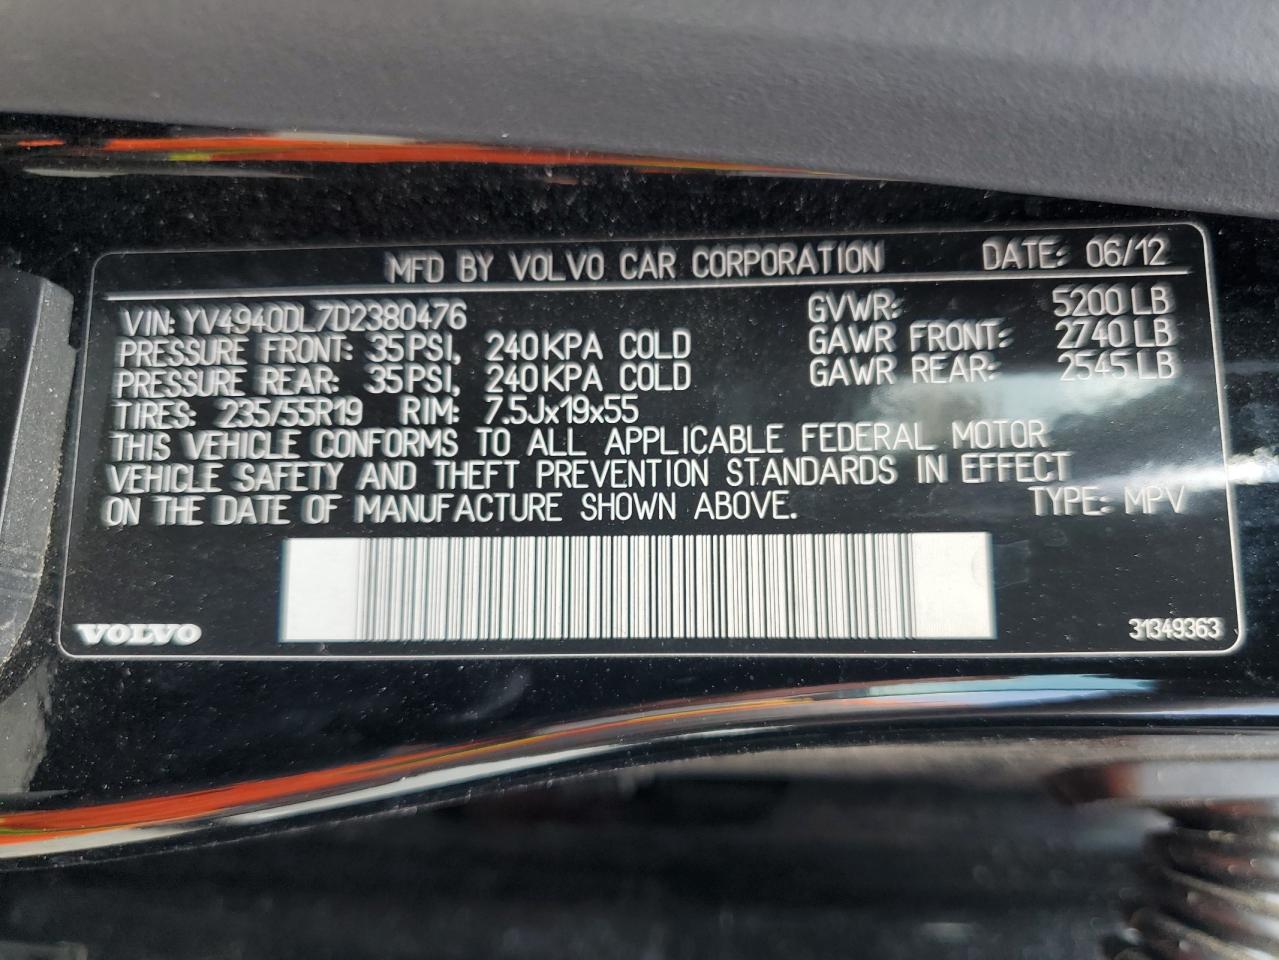 MFD BY VOLVO CAR CORPORATION DATE: 06/12
VIN: YV4940DL7D2380476 GVWR: 5200 LB
PRESSURE FRONT: 35 PSI, 240 KPA COLD GAWR FRONT: 2740 LB
PRESSURE REAR: 35 PSI, 240 KPA COLD GAWR REAR: 2545 LB
TIRES: 235/55R19 RIM: 7.5Jx19x55
THIS VEHICLE CONFORMS TO ALL APPLICABLE FEDERAL MOTOR
VEHICLE SAFETY AND THEFT PREVENTION STANDARDS IN EFFECT
ON THE DATE OF MANUFACTURE SHOWN ABOVE. TYPE: MPV
VOLVO 31349363